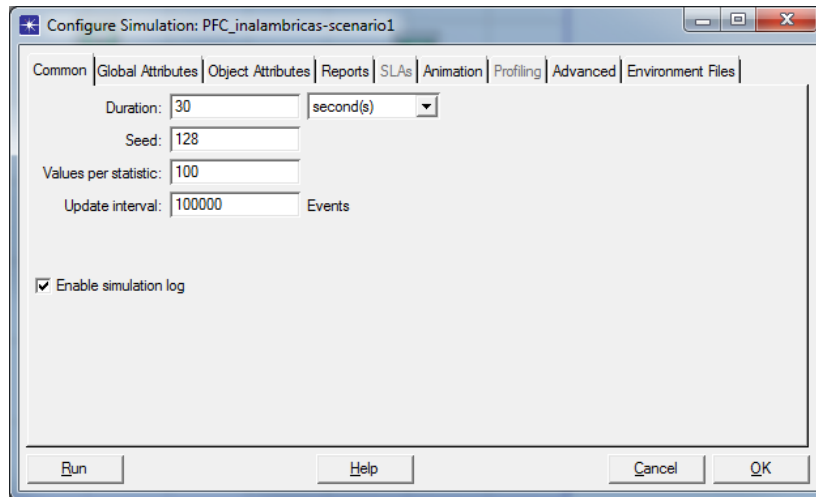 Configure Simulation: PFC_inalambricas-scenario1
Common Global Attributes Object Attributes Reports SLAs Animation Profiling Advanced Environment Files
Duration: 30 second(s)
Seed: 128
Values per statistic: 100
Update interval: 100000 Events
Enable simulation log
Run Help Cancel OK